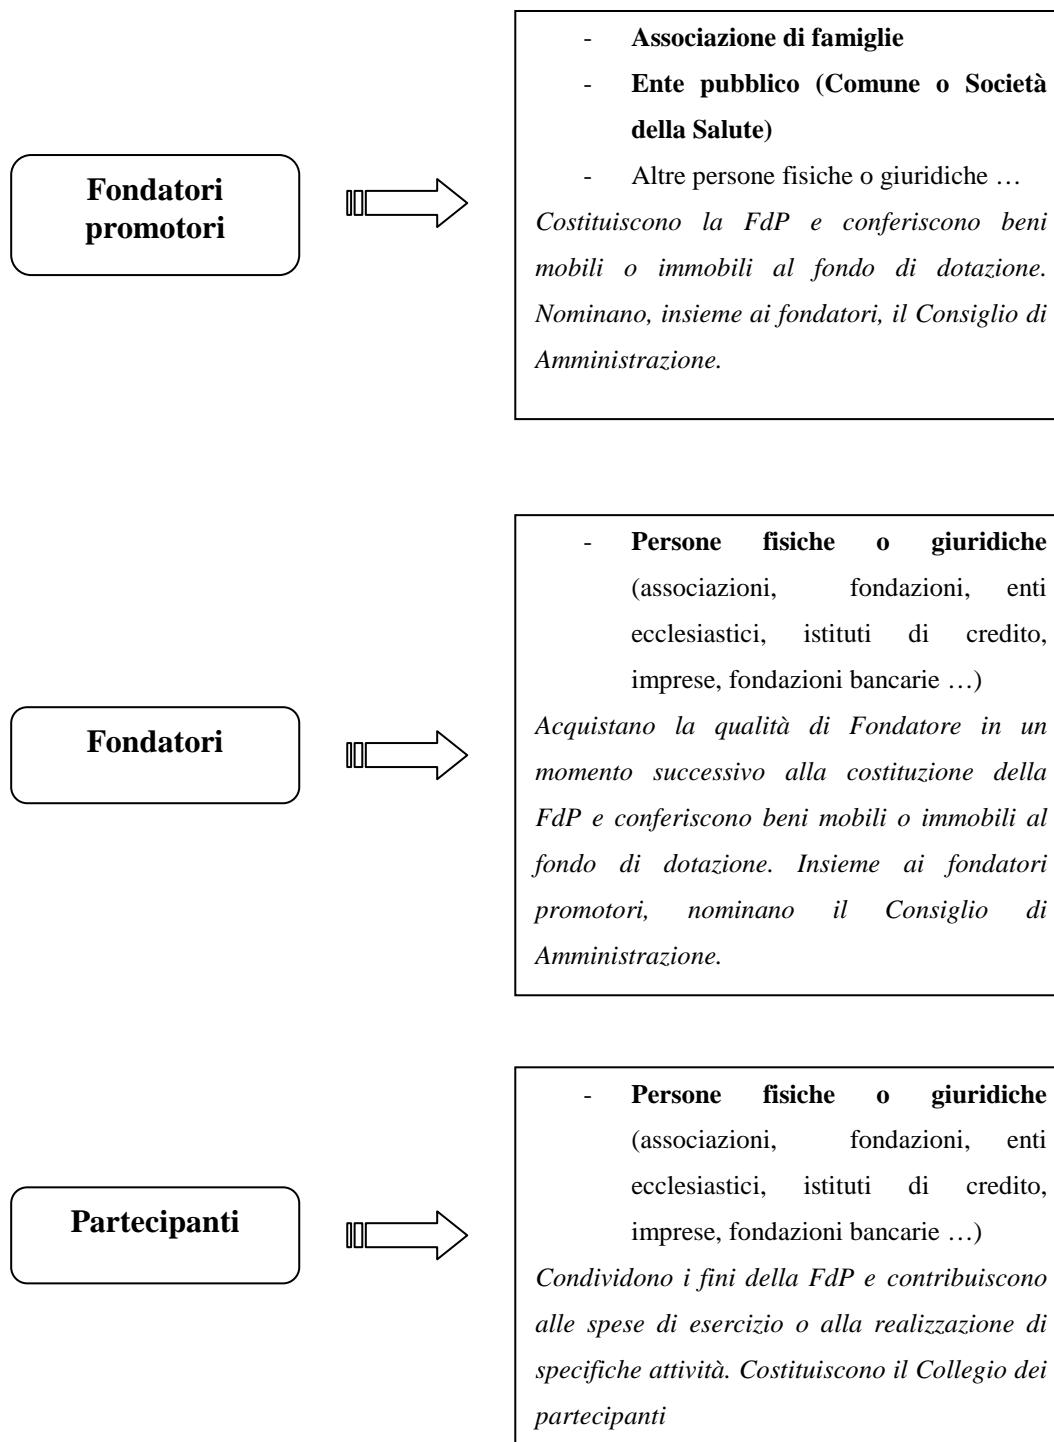 Fondatori
promotori
- Associazione di famiglie
- Ente pubblico (Comune o Società
della Salute)
- Altre persone fisiche o giuridiche …
Costituiscono la FdP e conferiscono beni
mobili o immobili al fondo di dotazione.
Nominano, insieme ai fondatori, il Consiglio di
Amministrazione.
Fondatori
- Persone fisiche o giuridiche
(associazioni, fondazioni, enti
ecclesiastici, istituti di credito,
imprese, fondazioni bancarie …)
Acquistano la qualità di Fondatore in un
momento successivo alla costituzione della
FdP e conferiscono beni mobili o immobili al
fondo di dotazione. Insieme ai fondatori
promotori, nominano il Consiglio di
Amministrazione.
Partecipanti
- Persone fisiche o giuridiche
(associazioni, fondazioni, enti
ecclesiastici, istituti di credito,
imprese, fondazioni bancarie …)
Condividono i fini della FdP e contribuiscono
alle spese di esercizio o alla realizzazione di
specifiche attività. Costituiscono il Collegio dei
partecipanti